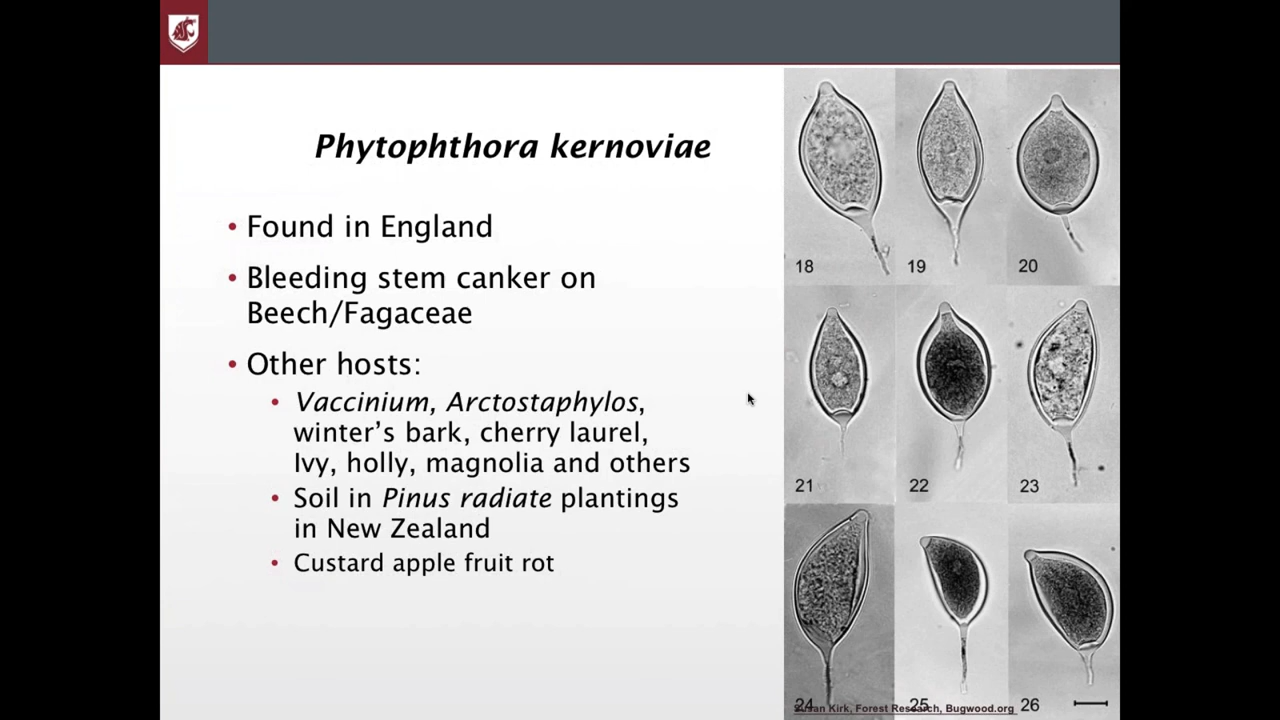 Phytophthora kernoviae
• Found in England
• Bleeding stem canker on
Beech/Fagaceae
• Other hosts:
• Vaccinium, Arctostaphylos,
winter’s bark, cherry laurel,
Ivy, holly, magnolia and others
• Soil in Pinus radiate plantings
in New Zealand
• Custard apple fruit rot
18 19 20
21 22 23
24 25 26
Susan Kirk, Forest Research, Bugwood.org